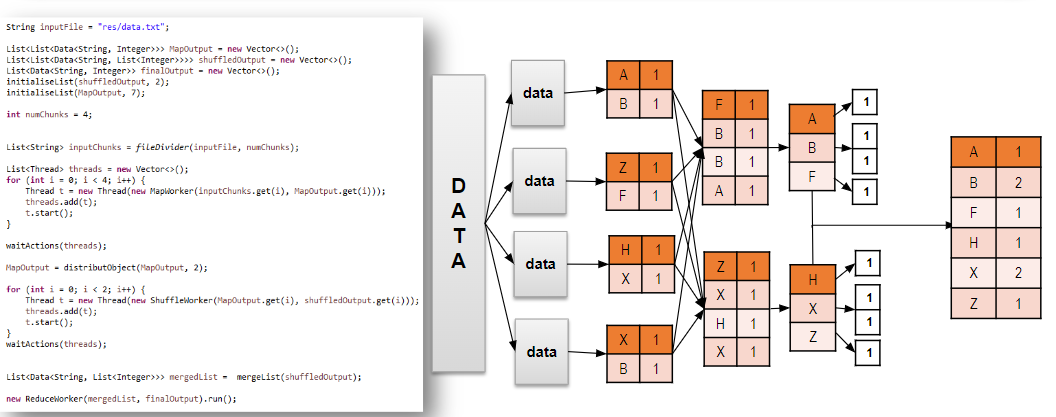 String inputFile = "res/data.txt";
List<List<Data<String, Integer>>> MapOutput = new Vector<>();
List<List<Data<String, List<Integer>>>> shuffledOutput = new Vector<>();
List<Data<String, Integer>> finalOutput = new Vector<>();
initialiseList(shuffledOutput, 2);
initialiseList(MapOutput, 7);
int numChunks = 4;
List<String> inputChunks = fileDivider(inputFile, numChunks);
List<Thread> threads = new Vector<>();
for (int i = 0; i < 4; i++) {
Thread t = new Thread(new MapWorker(inputChunks.get(i), MapOutput.get(i)));
threads.add(t);
t.start();
}
waitActions(threads);
MapOutput = distributObject(MapOutput, 2);
for (int i = 0; i < 2; i++) {
Thread t = new Thread(new ShuffleWorker(MapOutput.get(i), shuffledOutput.get(i)));
threads.add(t);
t.start();
}
waitActions(threads);
List<Data<String, List<Integer>>> mergedList = mergeList(shuffledOutput);
new ReduceWorker(mergedList, finalOutput).run();
D
A
T
A
data
data
data
data
A 1
B 1
Z 1
F 1
H 1
X 1
X 1
B 1
F 1
B 1
B 1
A 1
Z 1
X 1
H 1
X 1
A
B
F
1
1
1
1
H
X
Z
1
1
1
1
A 1
B 2
F 1
H 1
X 2
Z 1